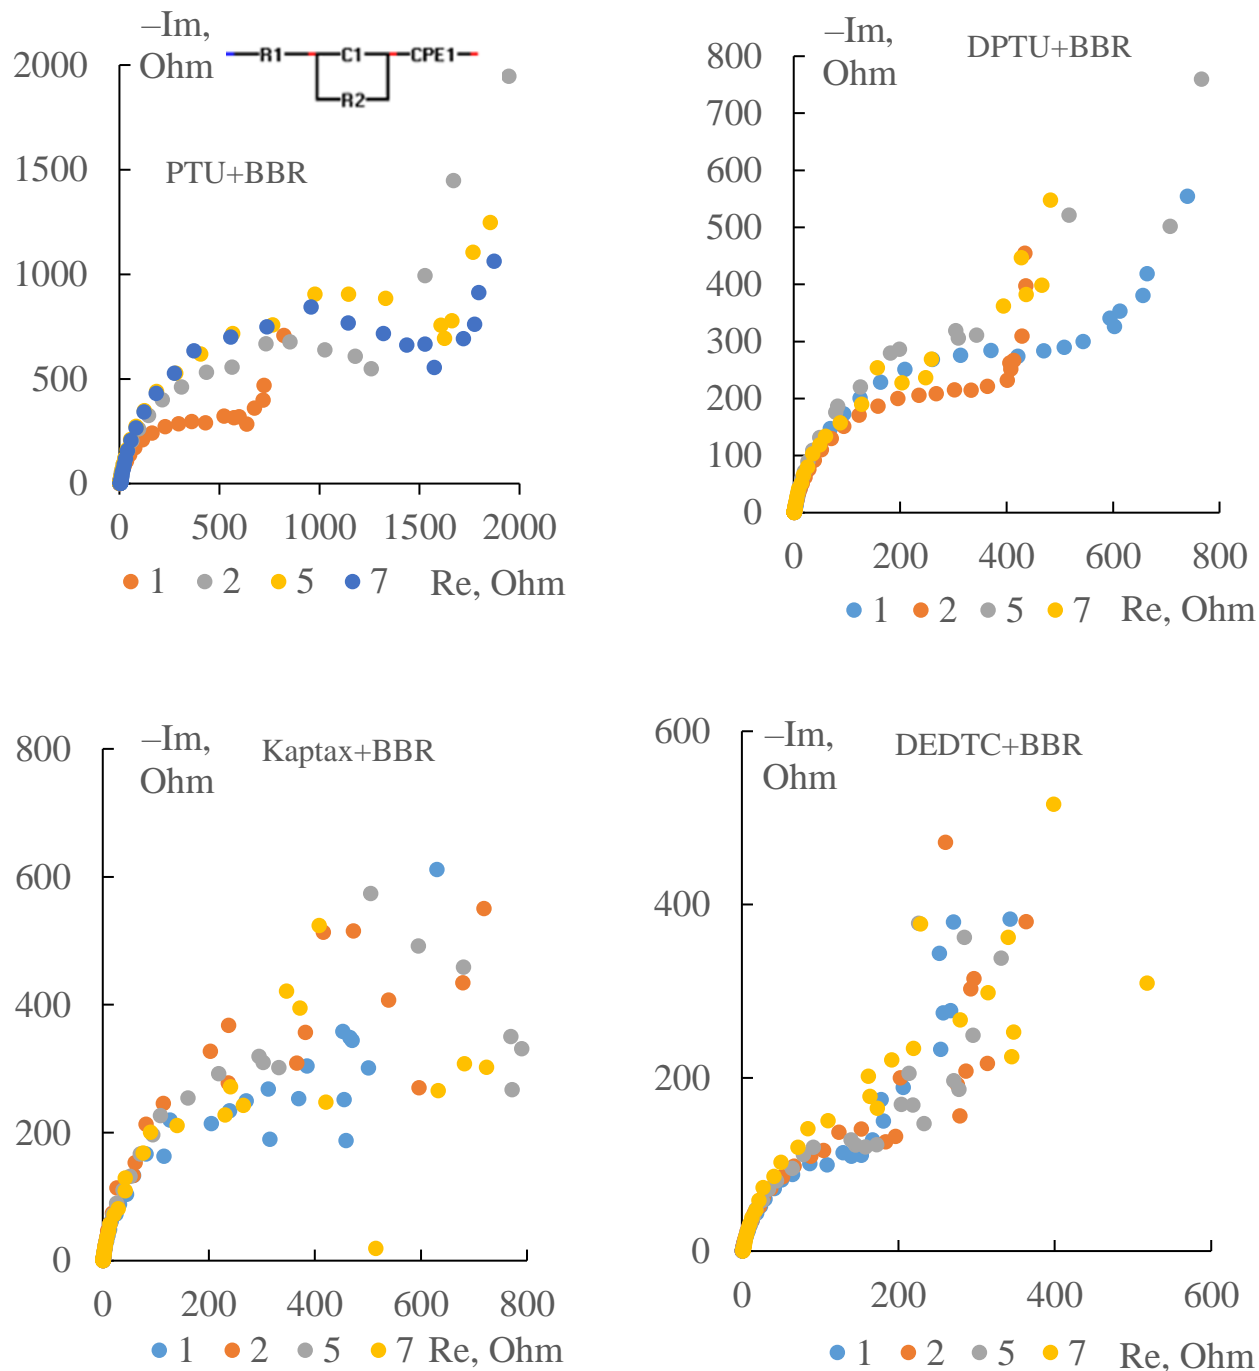 –Im,
Ohm
R1 C1 CPE1
R2
PTU+BBR
2000
1500
1000
500
0
0 500 1000 1500 2000
1 2 5 7 Re, Ohm
–Im,
Ohm
DPTU+BBR
800
700
600
500
400
300
200
100
0
0 200 400 600 800
1 2 5 7 Re, Ohm
–Im,
Ohm
Kaptax+BBR
800
600
400
200
0
0 200 400 600 800
1 2 5 7 Re, Ohm
–Im,
Ohm
DEDTC+BBR
600
400
200
0
0 200 400 600
1 2 5 7 Re, Ohm